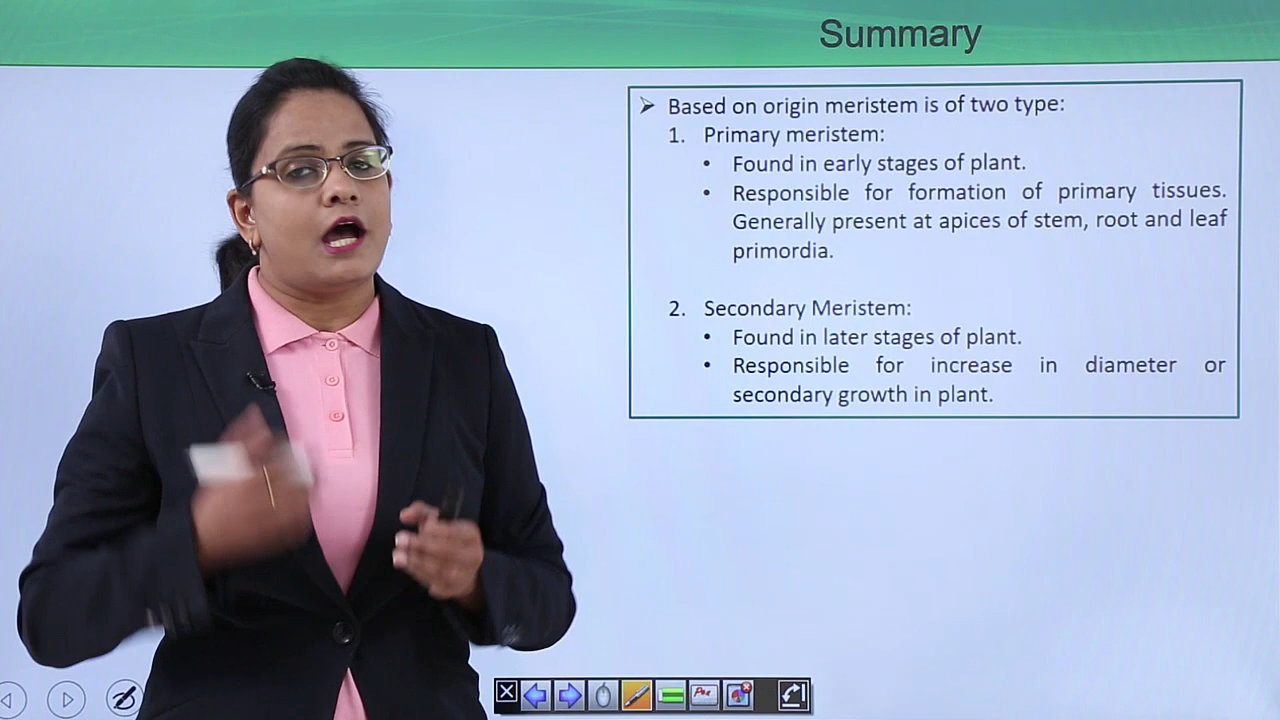 Summary
➤ Based on origin meristem is of two type:
1. Primary meristem:
• Found in early stages of plant.
• Responsible for formation of primary tissues.
Generally present at apices of stem, root and leaf
primordia.
2. Secondary Meristem:
• Found in later stages of plant.
• Responsible for increase in diameter or
secondary growth in plant.
Pen